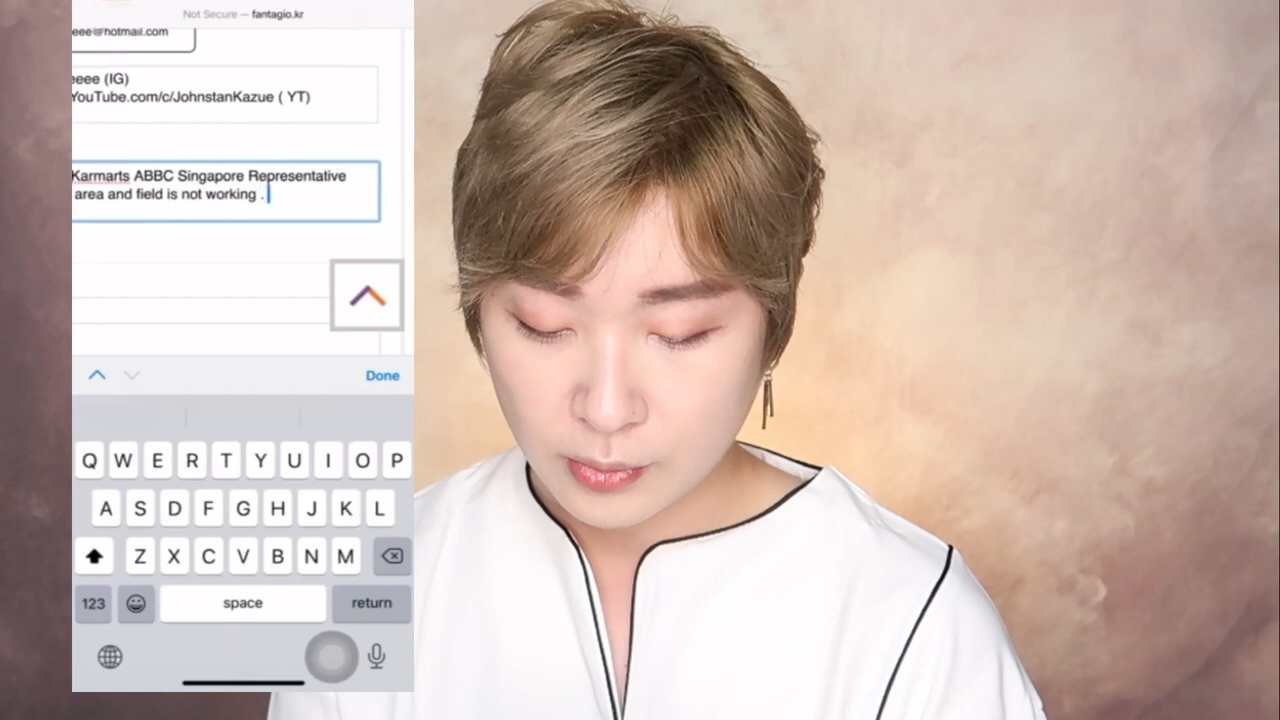 Not Secure — fantagio.kr
eee@hotmail.com
eeee (IG)
YouTube.com/c/JohnstanKazue ( YT)
Karmarts ABBC Singapore Representative
area and field is not working .
Done
Q W E R T Y U I O P
A S D F G H J K L
Z X C V B N M
123 space return